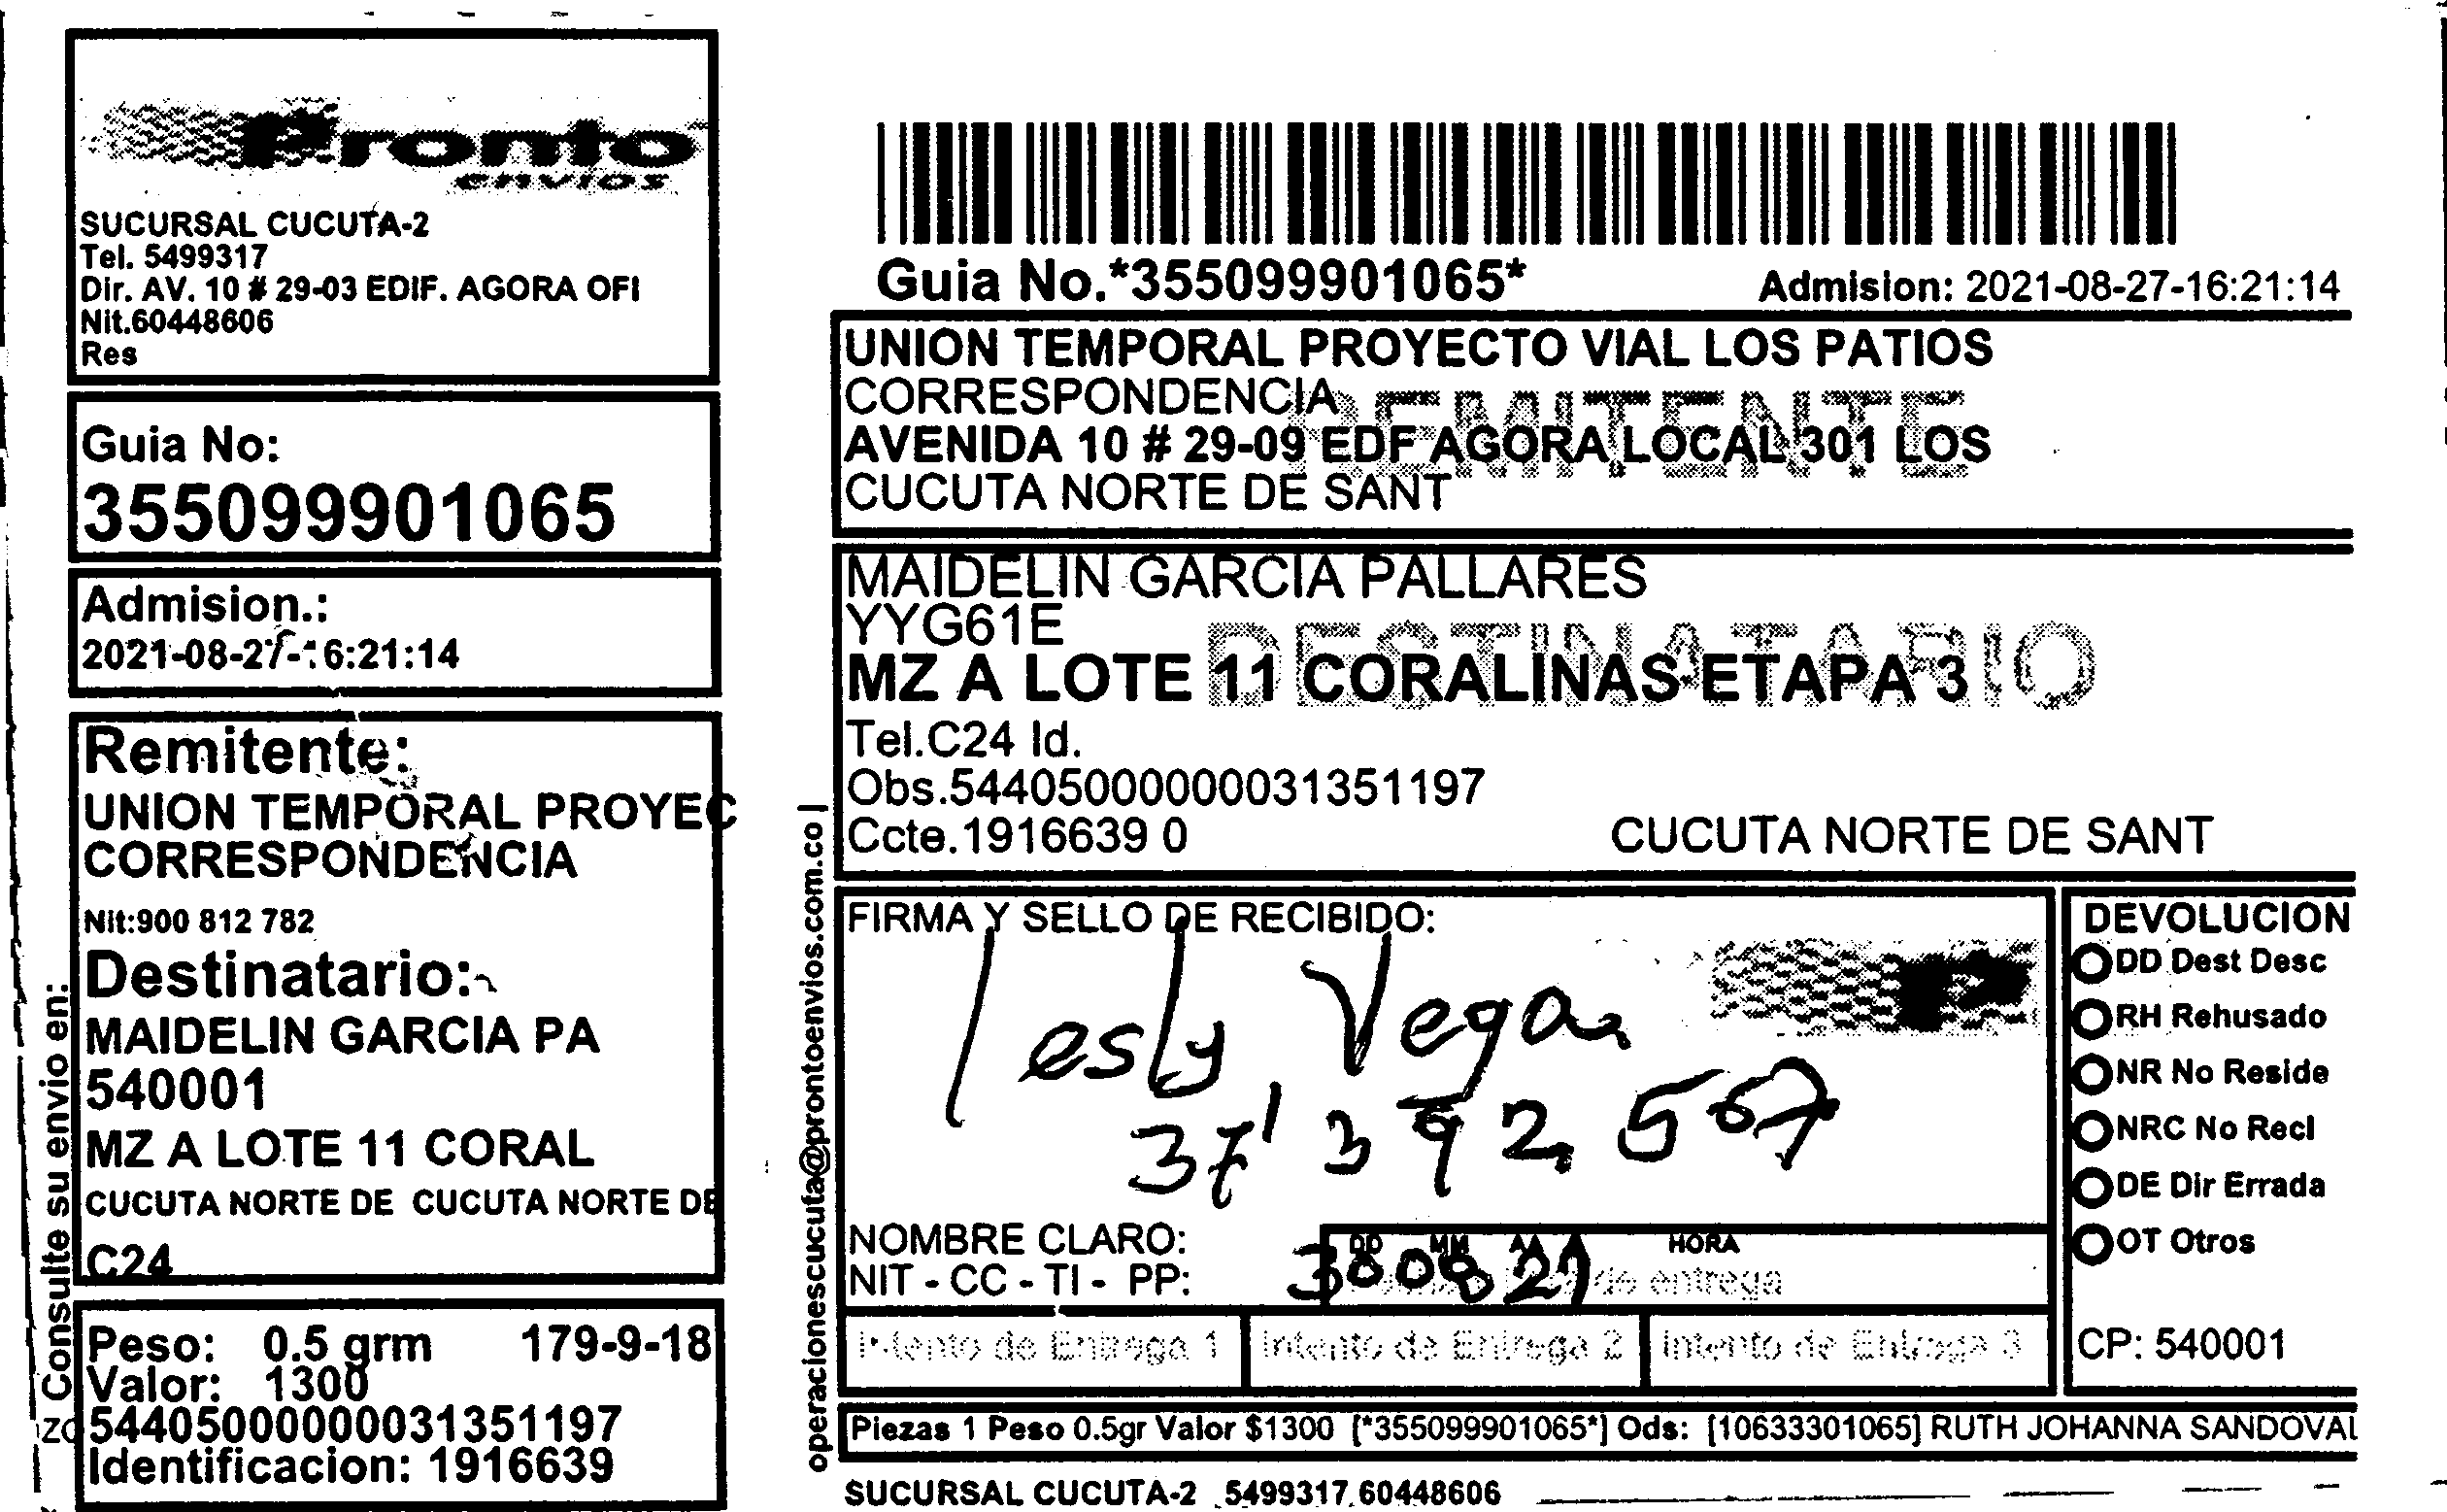 Pronto
envios
SUCURSAL CUCUTA-2
Tel. 5499317
Dir. AV. 10 # 29-03 EDIF. AGORA OFI
Nit.60448606
Res
Guia No:
355099901065
Admision.:
2021-08-27-16:21:14
Remitente:
UNION TEMPORAL PROYEC
CORRESPONDENCIA
Nit:900 812 782
Destinatario:
MAIDELIN GARCIA PA
540001
MZ A LOTE 11 CORAL
CUCUTA NORTE DE CUCUTA NORTE DE
C24
Peso: 0.5 grm 179-9-18
Valor: 1300
544050000000031351197
Identificacion: 1916639
Consulte su envio en:
operacionescucuta@prontoenvios.com.co |
Guia No.*355099901065* Admision: 2021-08-27-16:21:14
UNION TEMPORAL PROYECTO VIAL LOS PATIOS
CORRESPONDENCIA
REMITENTE
AVENIDA 10 # 29-09 EDF AGORA LOCAL 301 LOS
CUCUTA NORTE DE SANT
MAIDELIN GARCIA PALLARES
YYG61E
DESTINATARIO
MZ A LOTE 11 CORALINAS ETAPA 3
Tel.C24 Id.
Obs.544050000000031351197
Ccte.1916639 0 CUCUTA NORTE DE SANT
FIRMA Y SELLO DE RECIBIDO:
lesly Vega
37'392,567
NOMBRE CLARO:
NIT - CC - TI - PP:
DD MM AA HORA
de entrega
Intento de Entrega 1 Intento de Entrega 2 Intento de Entrega 3
DEVOLUCION
DD Dest Desc
RH Rehusado
NR No Reside
NRC No Recl
DE Dir Errada
OT Otros
CP: 540001
Piezas 1 Peso 0.5gr Valor $1300 [*355099901065*] Ods: [10633301065] RUTH JOHANNA SANDOVAL
SUCURSAL CUCUTA-2 5499317 60448606